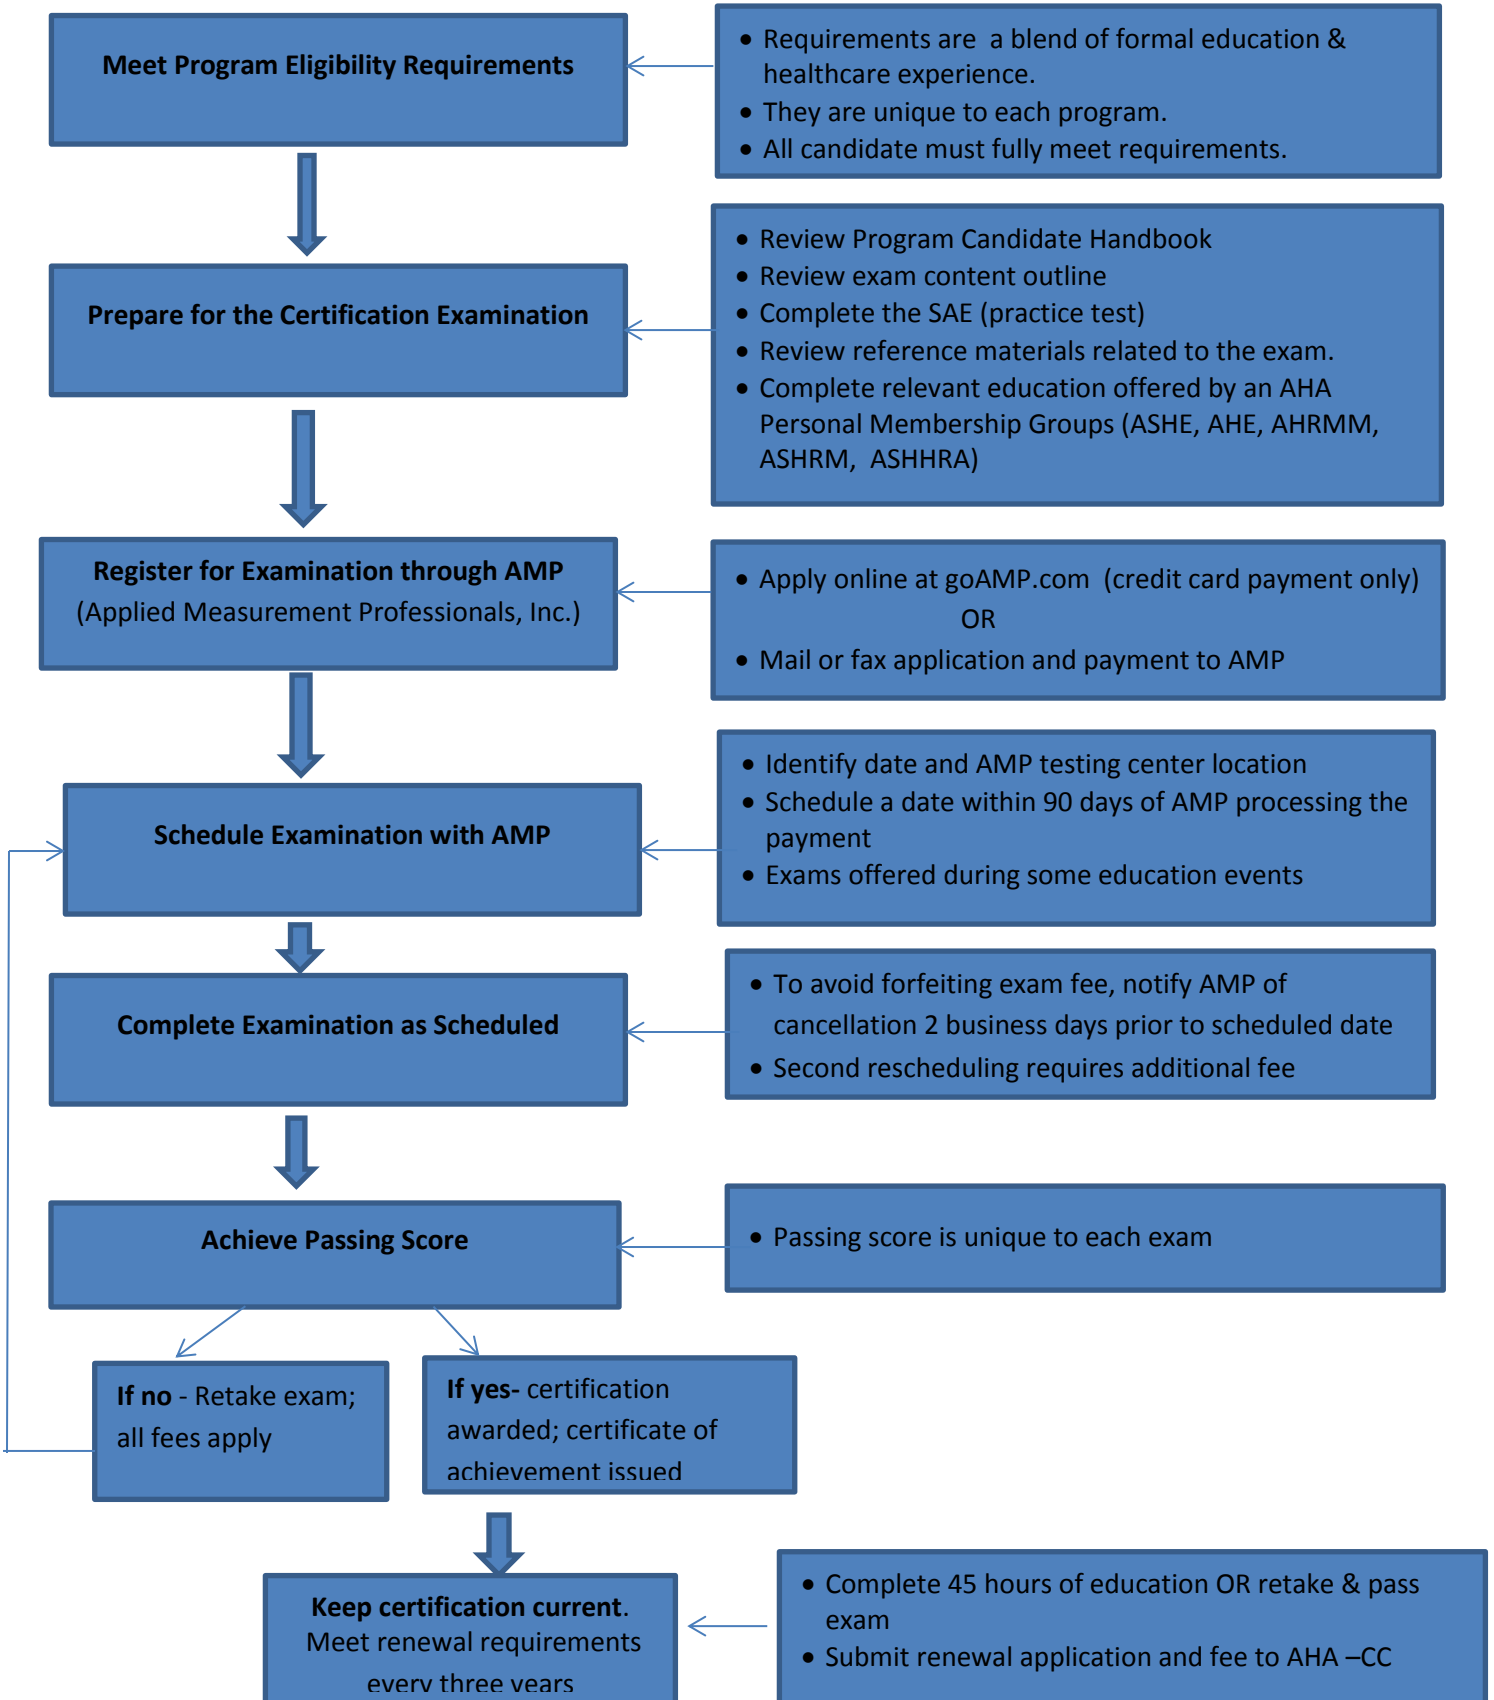 Meet Program Eligibility Requirements
• Requirements are a blend of formal education &
healthcare experience.
• They are unique to each program.
• All candidate must fully meet requirements.
Prepare for the Certification Examination
• Review Program Candidate Handbook
• Review exam content outline
• Complete the SAE (practice test)
• Review reference materials related to the exam.
• Complete relevant education offered by an AHA
Personal Membership Groups (ASHE, AHE, AHRMM,
ASHRM, ASHHRA)
Register for Examination through AMP
(Applied Measurement Professionals, Inc.)
• Apply online at goAMP.com (credit card payment only)
OR
• Mail or fax application and payment to AMP
Schedule Examination with AMP
• Identify date and AMP testing center location
• Schedule a date within 90 days of AMP processing the
payment
• Exams offered during some education events
Complete Examination as Scheduled
• To avoid forfeiting exam fee, notify AMP of
cancellation 2 business days prior to scheduled date
• Second rescheduling requires additional fee
Achieve Passing Score
• Passing score is unique to each exam
If no - Retake exam;
all fees apply
If yes- certification
awarded; certificate of
achievement issued
Keep certification current.
Meet renewal requirements
every three years
• Complete 45 hours of education OR retake & pass
exam
• Submit renewal application and fee to AHA –CC